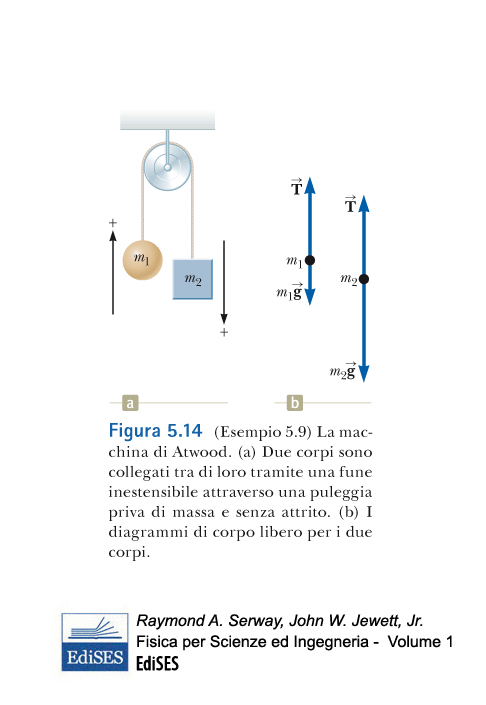 +
m1
m2
+
T
T
m1
m2
m1g
m2g
a
b
Figura 5.14 (Esempio 5.9) La mac-
china di Atwood. (a) Due corpi sono
collegati tra di loro tramite una fune
inestensibile attraverso una puleggia
priva di massa e senza attrito. (b) I
diagrammi di corpo libero per i due
corpi.
Raymond A. Serway, John W. Jewett, Jr.
Fisica per Scienze ed Ingegneria - Volume 1
EdiSES
EdiSES